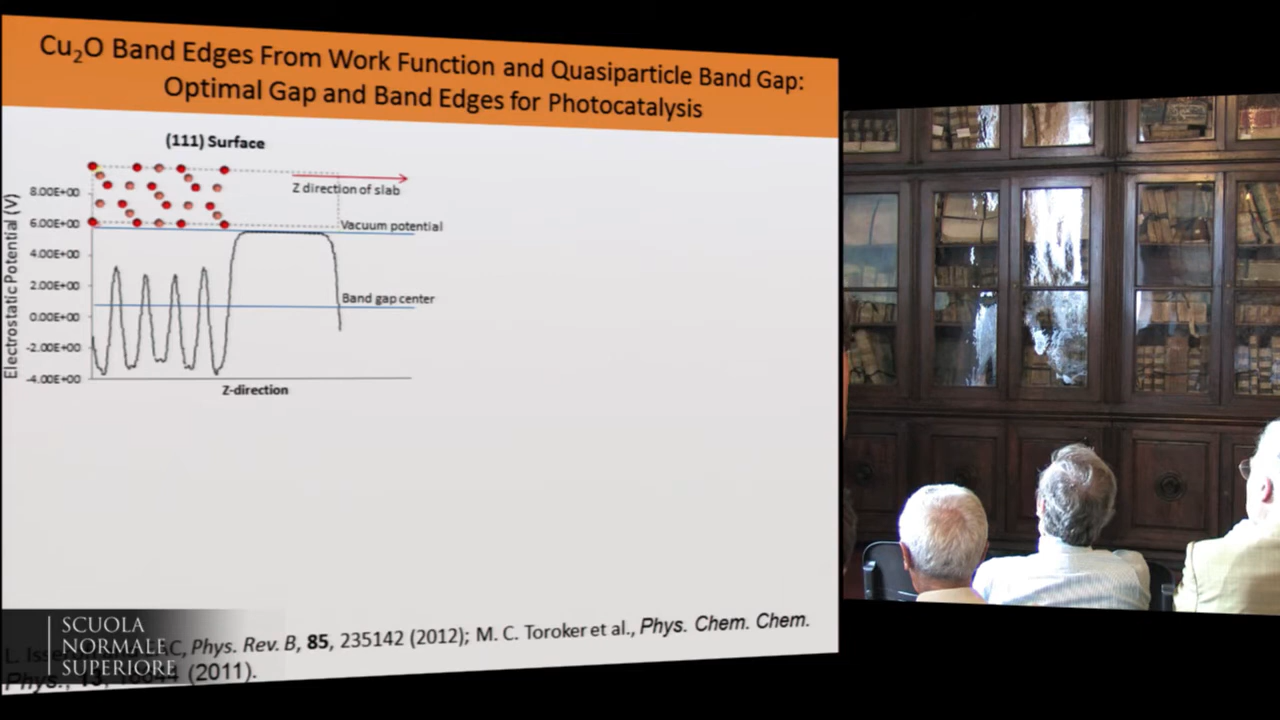 Cu₂O Band Edges From Work Function and Quasiparticle Band Gap:
Optimal Gap and Band Edges for Photocatalysis
(111) Surface
Z direction of slab
Vacuum potential
Band gap center
Electrostatic Potential (V)
8.00E+00
6.00E+00
4.00E+00
2.00E+00
0.00E+00
-2.00E+00
-4.00E+00
Z-direction
L. AC, Phys. Rev. B, 85, 235142 (2012); M. C. Toroker et al., Phys. Chem. Chem.
Phys., 13, (2011).
SCUOLA
NORMALE
SUPERIORE